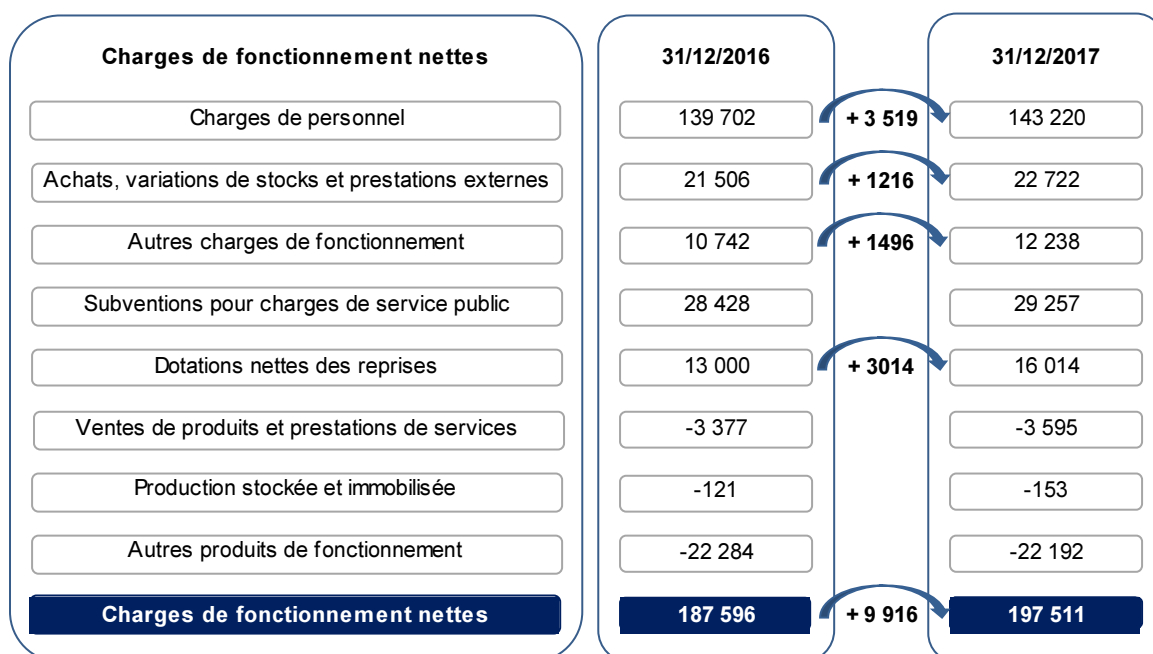 Charges de fonctionnement nettes 31/12/2016 31/12/2017
Charges de personnel 139 702 + 3 519 143 220
Achats, variations de stocks et prestations externes 21 506 + 1216 22 722
Autres charges de fonctionnement 10 742 + 1496 12 238
Subventions pour charges de service public 28 428 29 257
Dotations nettes des reprises 13 000 + 3014 16 014
Ventes de produits et prestations de services -3 377 -3 595
Production stockée et immobilisée -121 -153
Autres produits de fonctionnement -22 284 -22 192
Charges de fonctionnement nettes 187 596 + 9 916 197 511